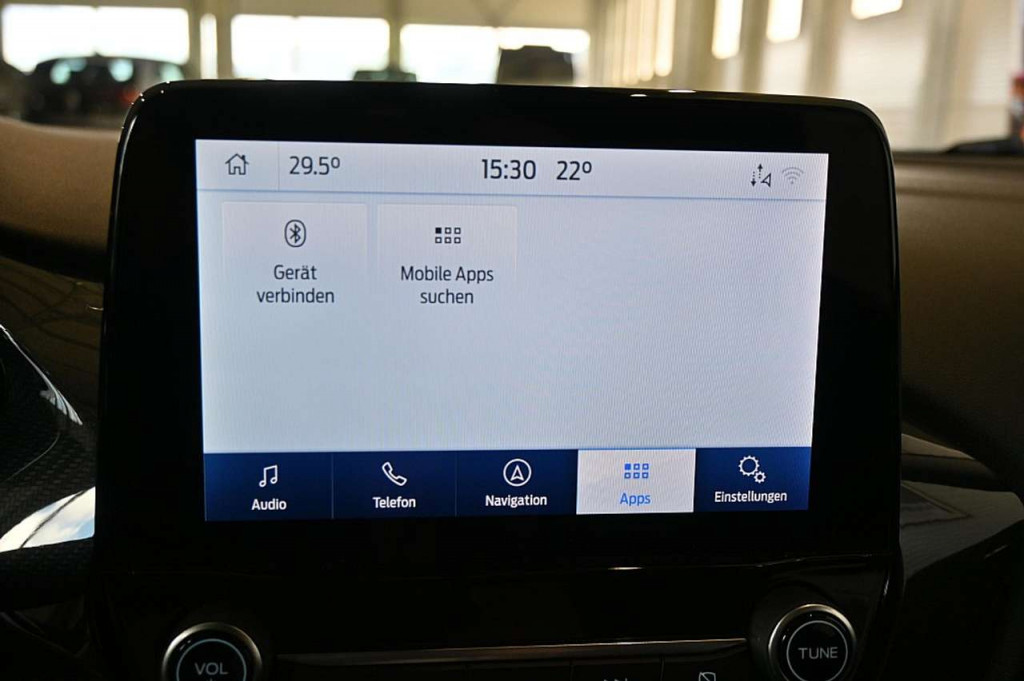 29.5° 15:30 22°
Gerät
verbinden
Mobile Apps
suchen
Audio
Telefon
Navigation
Apps
Einstellungen
VOL
TUNE